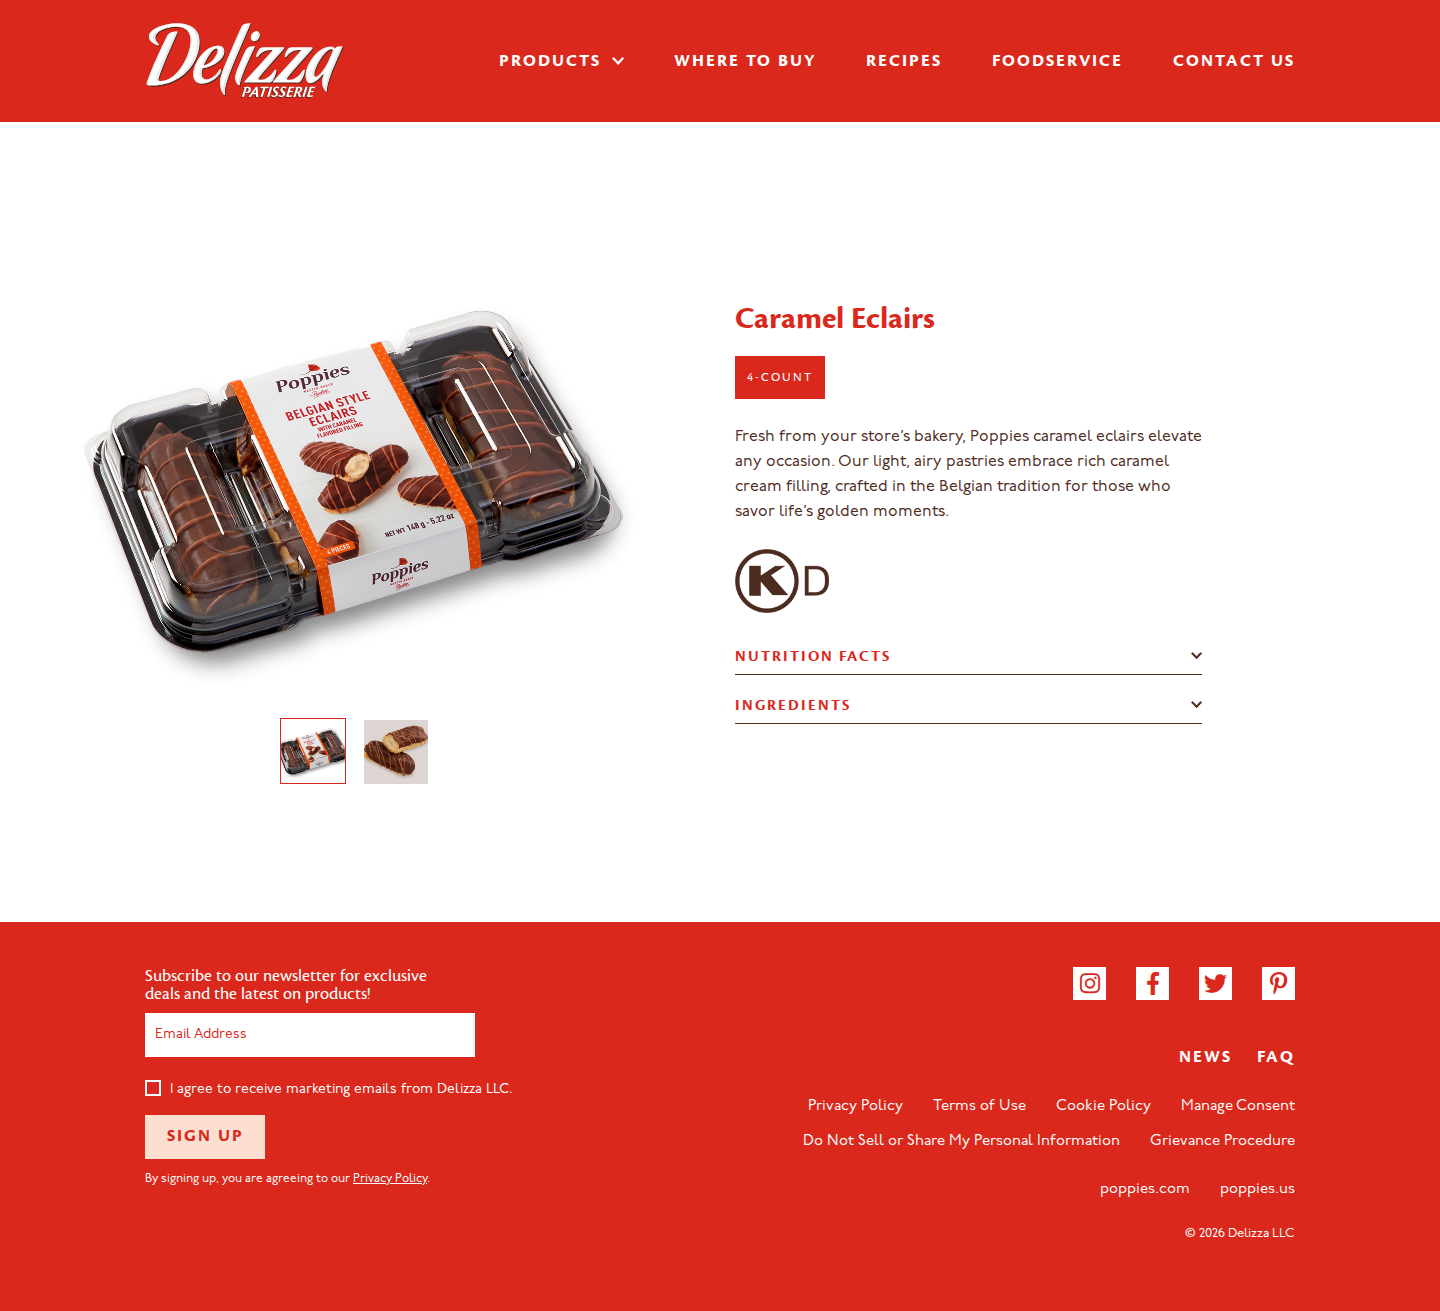 Delizza
PATISSERIE
PRODUCTS
WHERE TO BUY
RECIPES
FOODSERVICE
CONTACT US
Poppies
BELGIAN STYLE
ECLAIRS
WITH CARAMEL
FLAVORED FILLING
4 PIECES
NET WT 148 g - 5.22 oz
Poppies
Caramel Eclairs
4-COUNT
Fresh from your store’s bakery, Poppies caramel eclairs elevate
any occasion. Our light, airy pastries embrace rich caramel
cream filling, crafted in the Belgian tradition for those who
savor life’s golden moments.
K D
NUTRITION FACTS
INGREDIENTS
Subscribe to our newsletter for exclusive
deals and the latest on products!
Email Address
I agree to receive marketing emails from Delizza LLC.
SIGN UP
By signing up, you are agreeing to our Privacy Policy.
NEWS FAQ
Privacy Policy Terms of Use Cookie Policy Manage Consent
Do Not Sell or Share My Personal Information Grievance Procedure
poppies.com poppies.us
© 2026 Delizza LLC